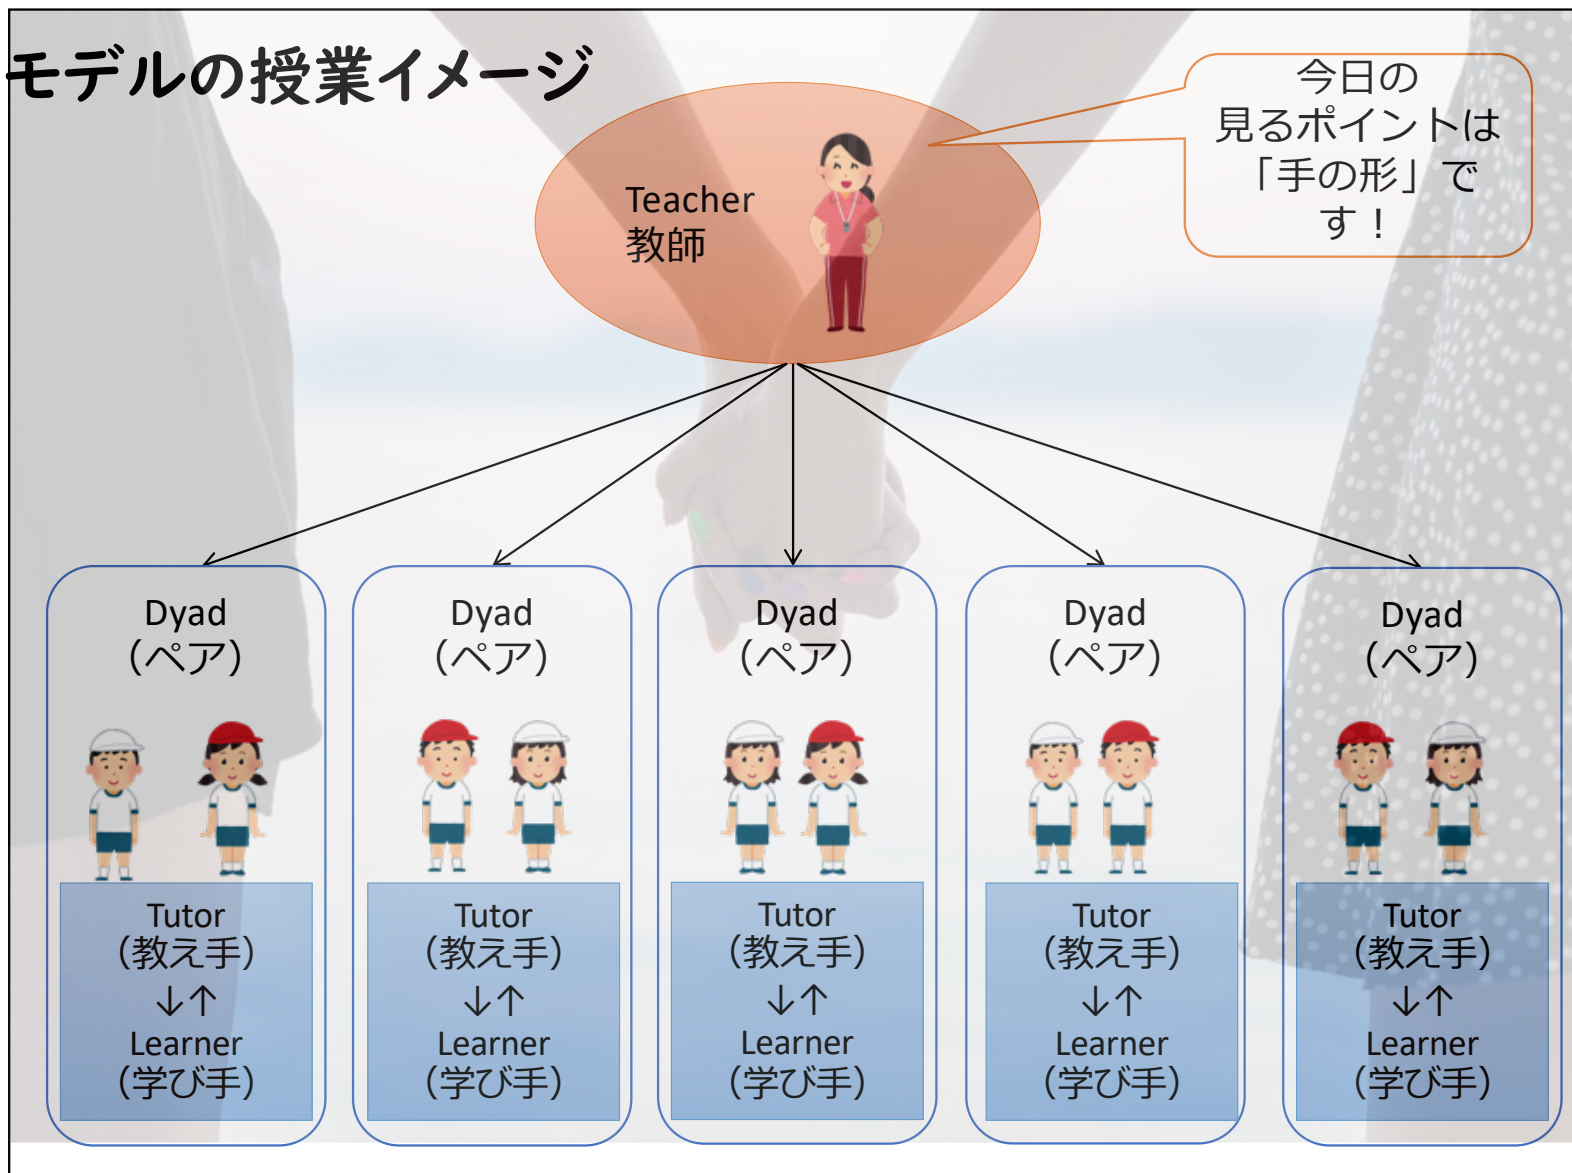 モデルの授業イメージ
今日の
見るポイントは
「手の形」で
す！
Teacher
教師
Dyad
（ペア）
Tutor
（教え手）
↓↑
Learner
（学び手）
Dyad
（ペア）
Tutor
（教え手）
↓↑
Learner
（学び手）
Dyad
（ペア）
Tutor
（教え手）
↓↑
Learner
（学び手）
Dyad
（ペア）
Tutor
（教え手）
↓↑
Learner
（学び手）
Dyad
（ペア）
Tutor
（教え手）
↓↑
Learner
（学び手）